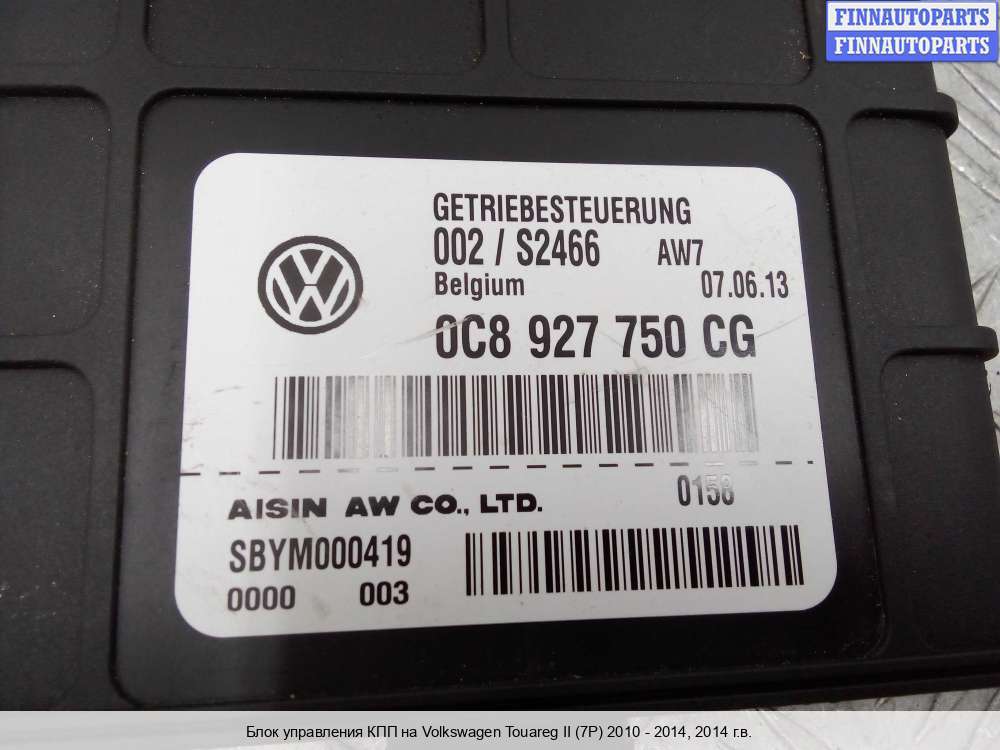 FINNAUTOPARTS
FINNAUTOPARTS
GETRIEBESTEUERUNG
002 / S2466 AW7
Belgium 07.06.13
0C8 927 750 CG
0158
AISIN AW CO., LTD.
SBYM000419
0000 003
Блок управления КПП на Volkswagen Touareg II (7P) 2010 - 2014, 2014 г.в.